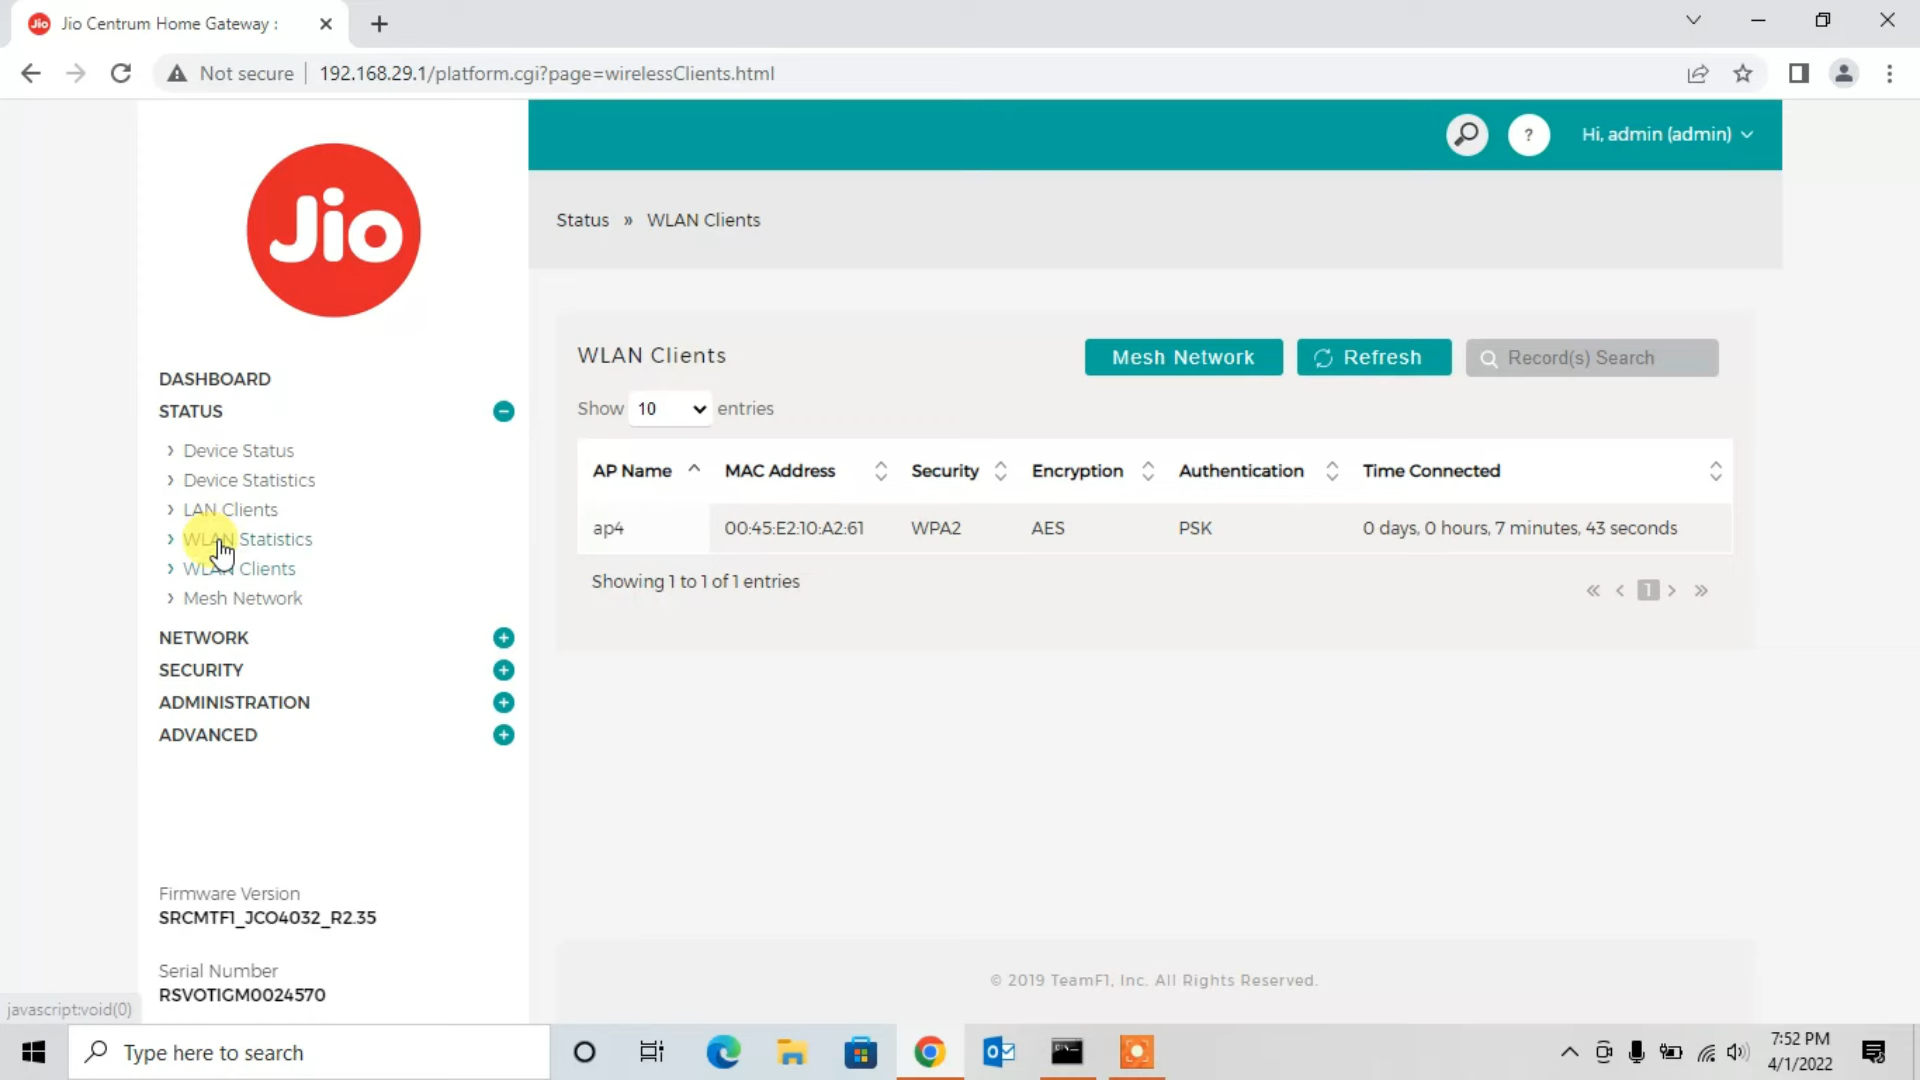 Jio Jio Centrum Home Gateway :
Not secure 192.168.29.1/platform.cgi?page=wirelessClients.html
Jio
? Hi, admin (admin)
Status » WLAN Clients
DASHBOARD
STATUS
Device Status
Device Statistics
LAN Clients
WLAN Statistics
WLAN Clients
Mesh Network
NETWORK
SECURITY
ADMINISTRATION
ADVANCED
Firmware Version
SRCMTF1_JCO4032_R2.35
Serial Number
RSVOTIGM0024570
WLAN Clients
Mesh Network Refresh Record(s) Search
Show 10 entries
AP Name MAC Address Security Encryption Authentication Time Connected
ap4 00:45:E2:10:A2:61 WPA2 AES PSK 0 days, 0 hours, 7 minutes, 43 seconds
Showing 1 to 1 of 1 entries
« ‹ 1 › »
© 2019 TeamF1, Inc. All Rights Reserved.
javascript:void(0)
Type here to search
7:52 PM
4/1/2022